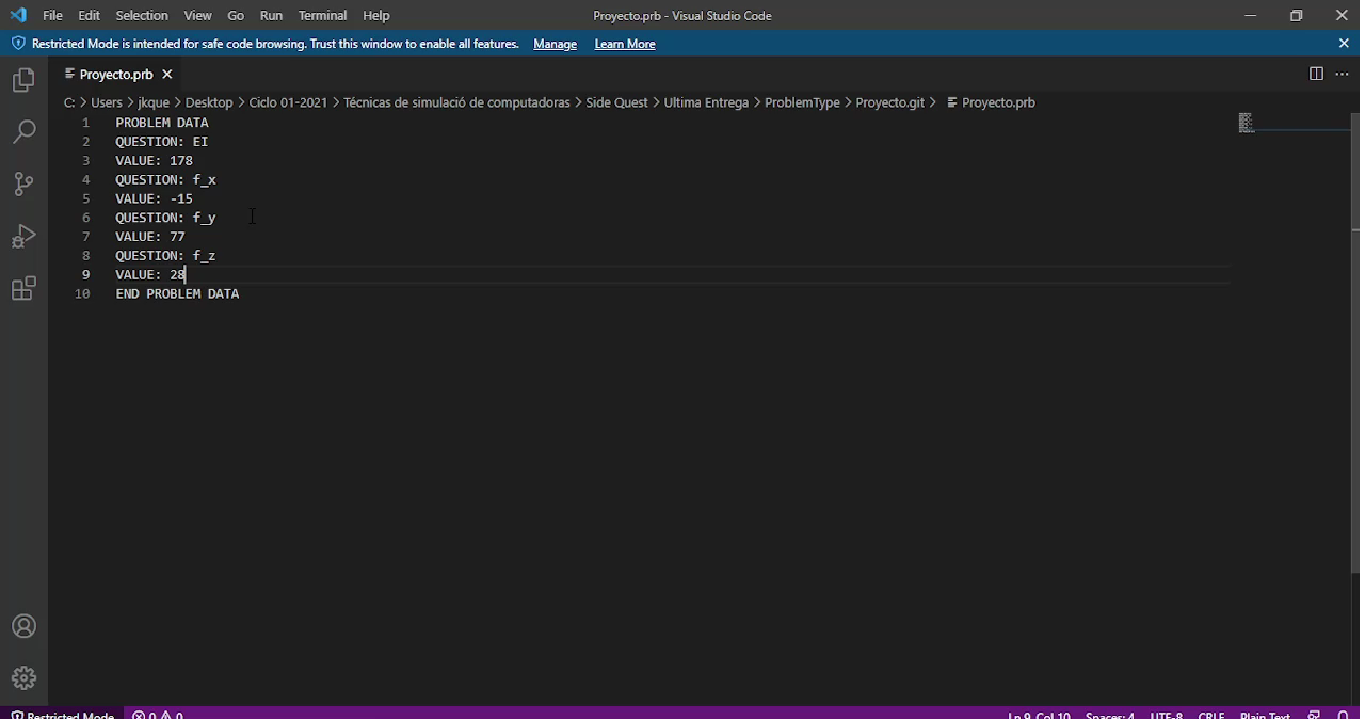 File Edit Selection View Go Run Terminal Help Proyecto.prb - Visual Studio Code
Restricted Mode is intended for safe code browsing. Trust this window to enable all features. Manage Learn More
Proyecto.prb
C: > Users > jkque > Desktop > Ciclo 01-2021 > Técnicas de simulació de computadoras > Side Quest > Ultima Entrega > ProblemType > Proyecto.git > Proyecto.prb
1 PROBLEM DATA
2 QUESTION: EI
3 VALUE: 178
4 QUESTION: f_x
5 VALUE: -15
6 QUESTION: f_y
7 VALUE: 77
8 QUESTION: f_z
9 VALUE: 28
10 END PROBLEM DATA
Restricted Mode 0 0 Ln 9, Col 10 Spaces: 4 UTF-8 CRLF Plain Text